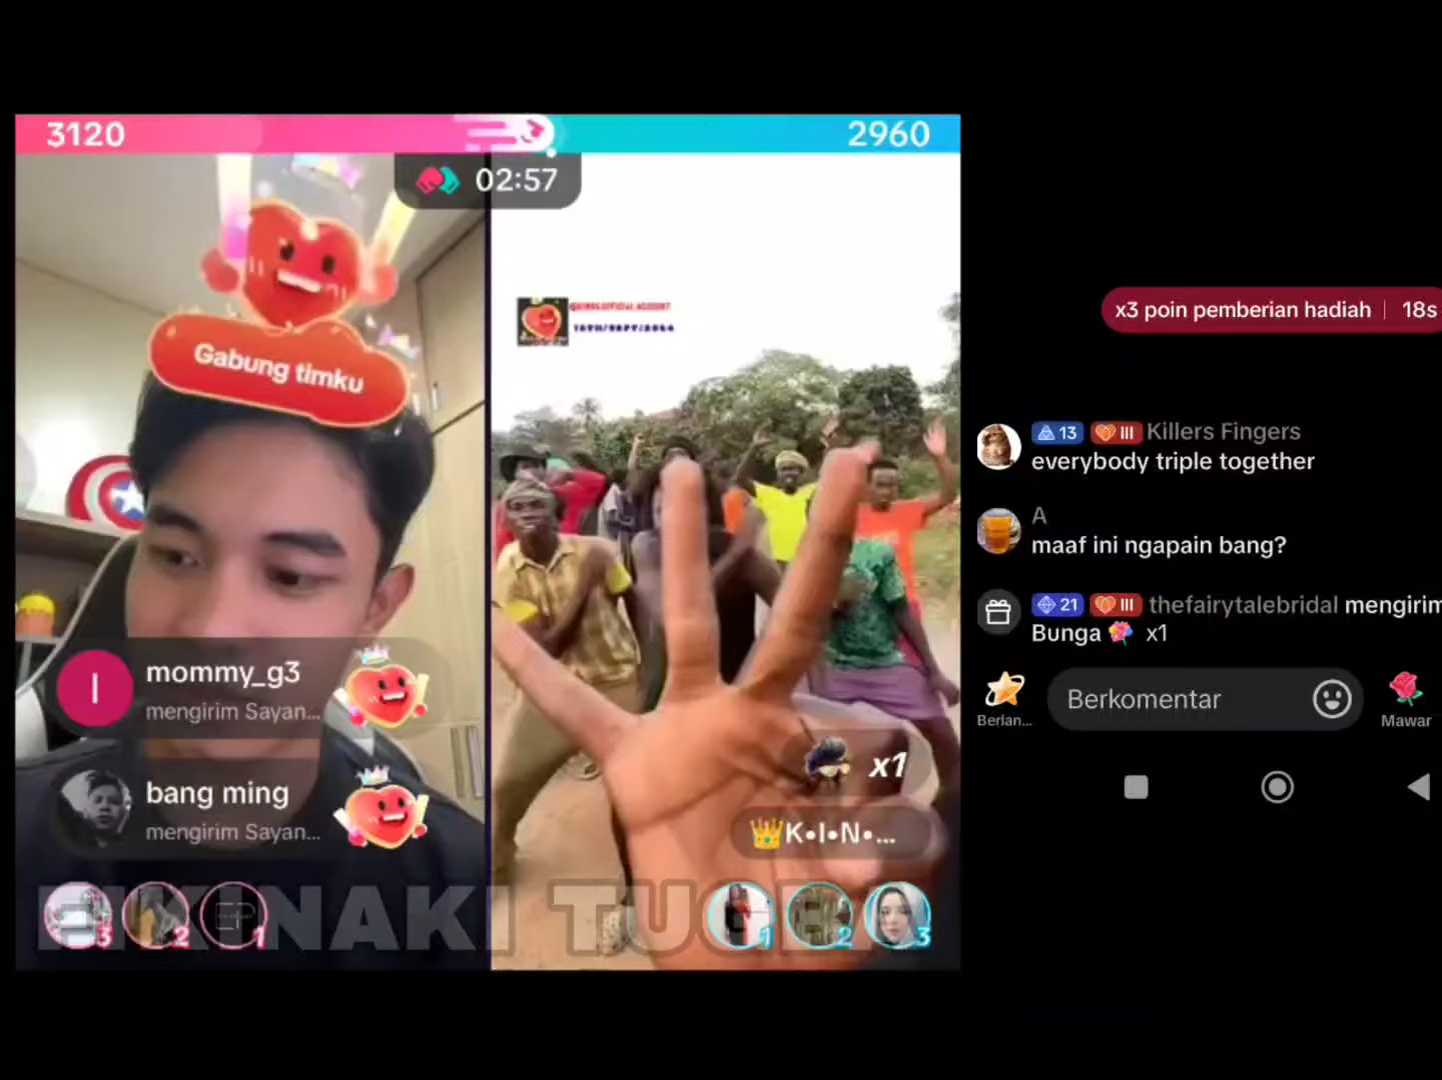 3120
2960
02:57
Gabung timku
x3 poin pemberian hadiah | 18s
13 III Killers Fingers
everybody triple together
A
maaf ini ngapain bang?
21 III thefairytalebridal mengirim
Bunga x1
Berlan...
Berkomentar
Mawar
I
mommy_g3
mengirim Sayan...
bang ming
mengirim Sayan...
x1
K•I•N•...
3
2
1
1
2
3